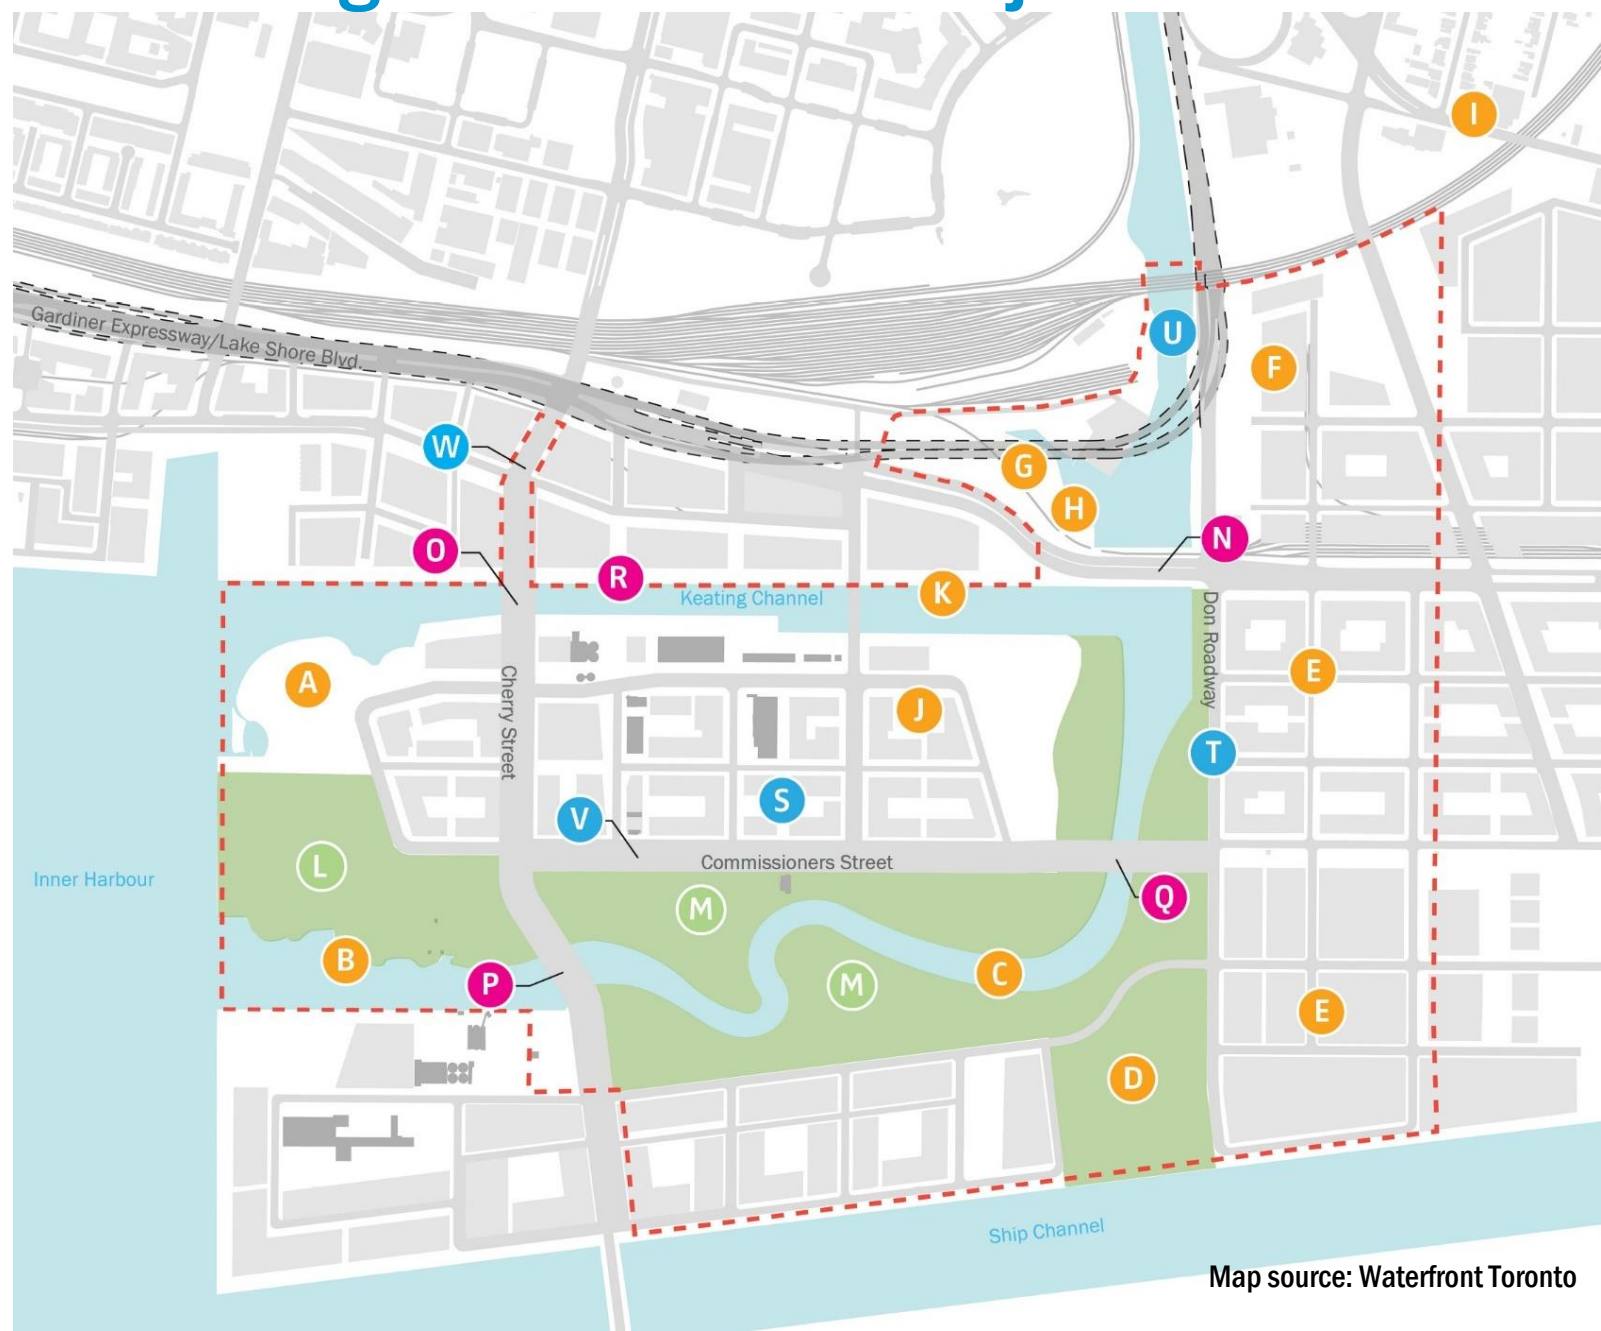 I
U
Gardiner Expressway/Lake Shore Blvd.
F
W
G
H
O
N
R
K
Keating Channel
Don Roadway
E
A
Cherry Street
J
T
S
V
Commissioners Street
L
Inner Harbour
M
Q
B
C
P
M
E
D
Ship Channel
Map source: Waterfront Toronto